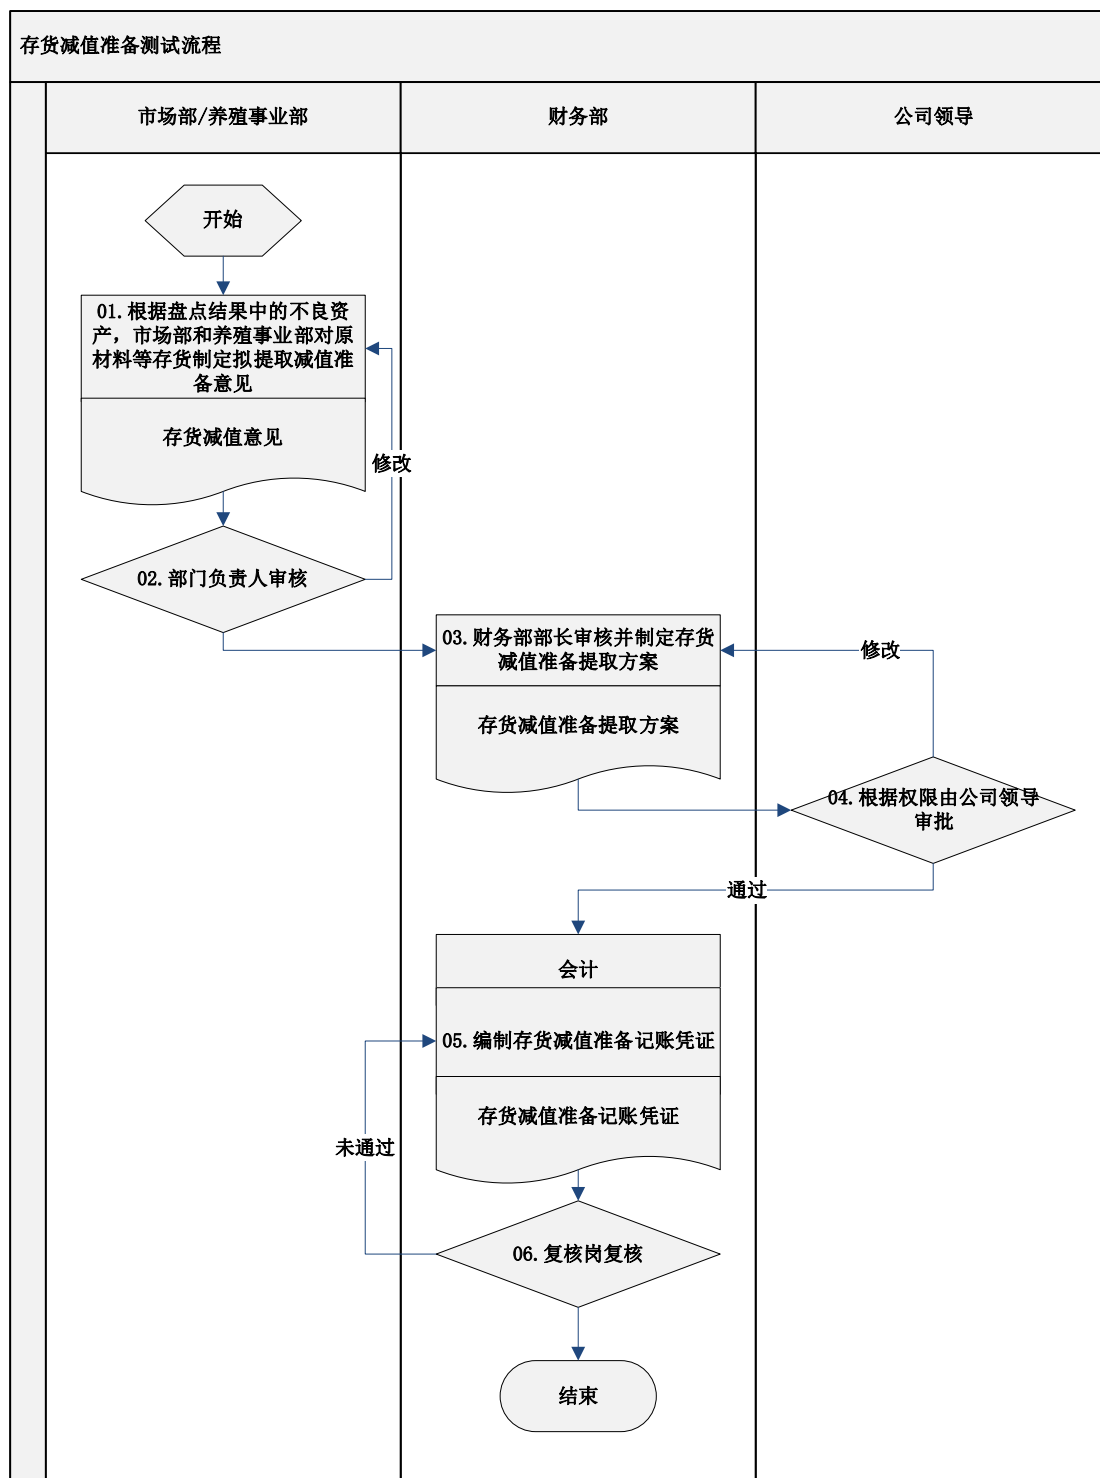 存货减值准备测试流程
市场部/养殖事业部
财务部
公司领导
开始
01.根据盘点结果中的不良资
产，市场部和养殖事业部对原
材料等存货制定拟提取减值准
备意见
存货减值意见
修改
02.部门负责人审核
03.财务部部长审核并制定存货
减值准备提取方案
修改
存货减值准备提取方案
04.根据权限由公司领导
审批
通过
会计
05.编制存货减值准备记账凭证
存货减值准备记账凭证
未通过
06.复核岗复核
结束